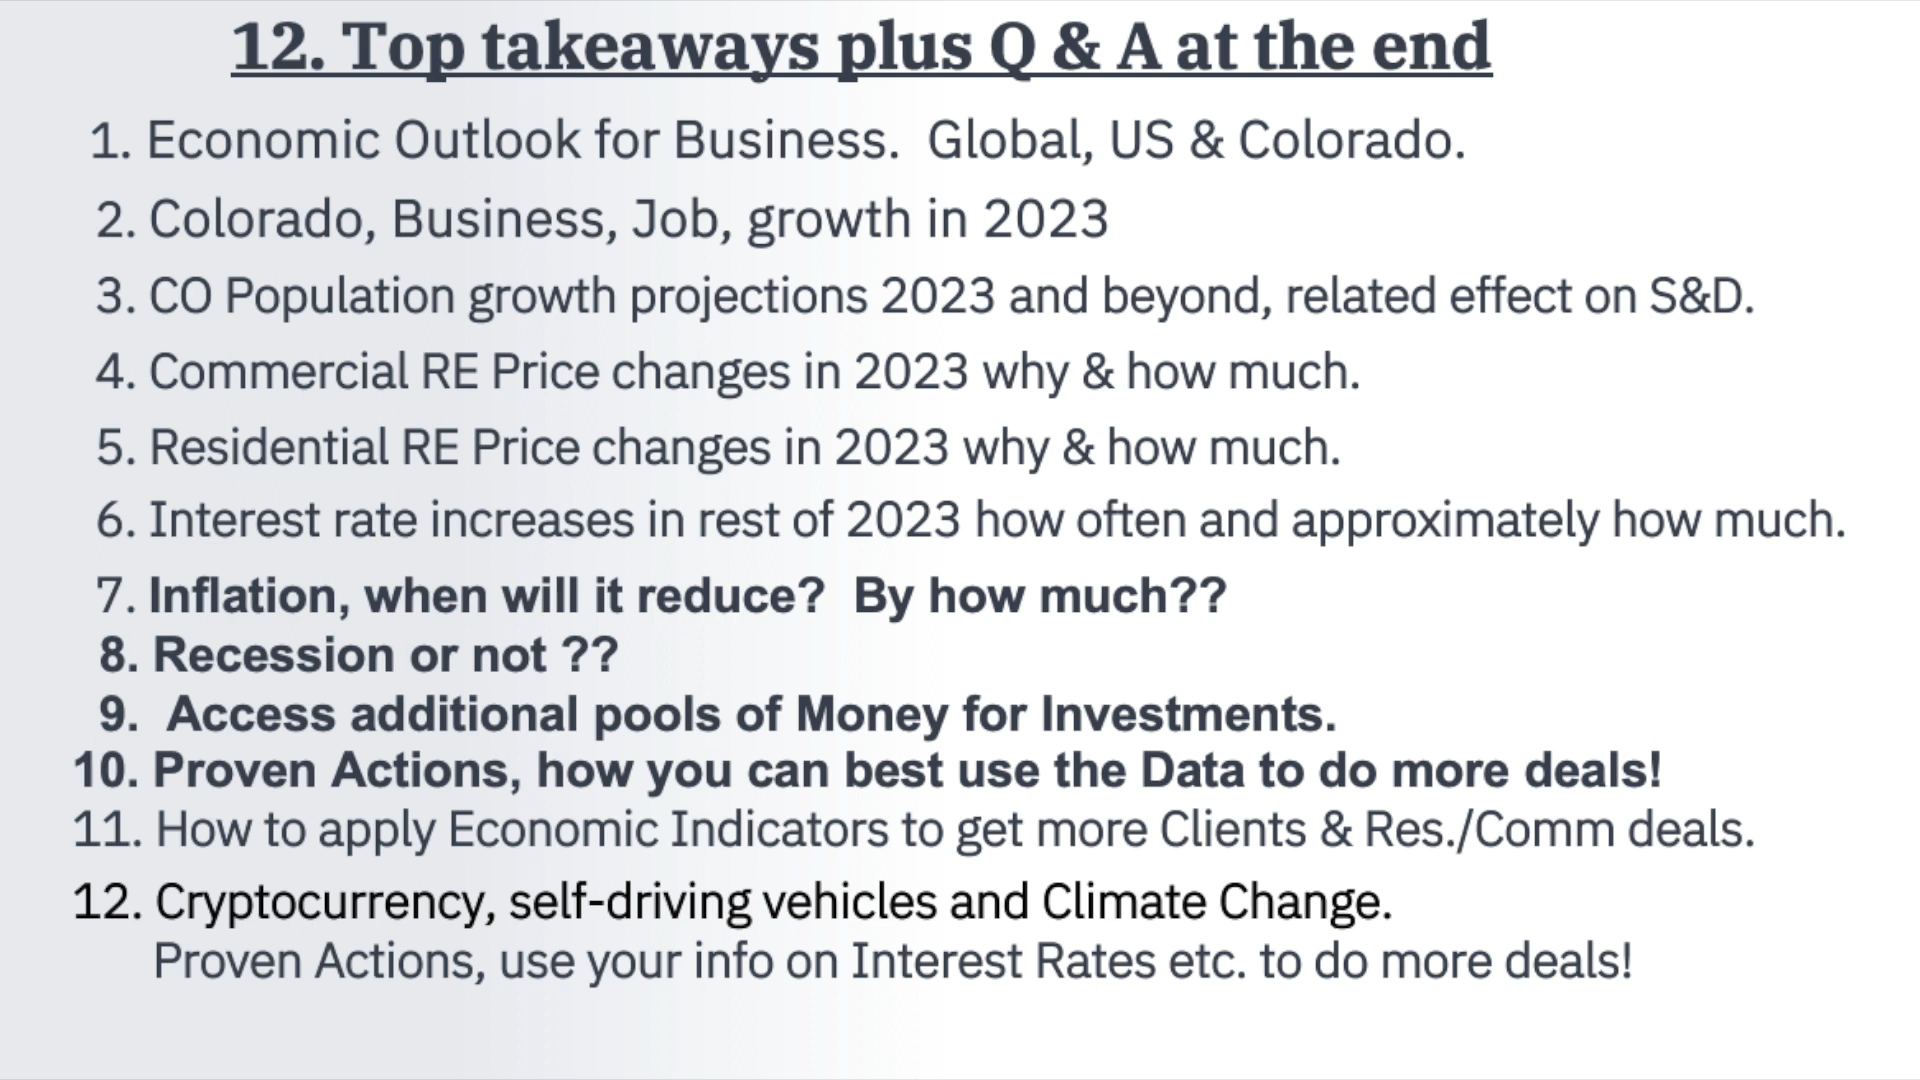 12. Top takeaways plus Q & A at the end
1. Economic Outlook for Business.  Global, US & Colorado.
2. Colorado, Business, Job, growth in 2023
3. CO Population growth projections 2023 and beyond, related effect on S&D.
4. Commercial RE Price changes in 2023 why & how much.
5. Residential RE Price changes in 2023 why & how much.
6. Interest rate increases in rest of 2023 how often and approximately how much.
7. Inflation, when will it reduce?  By how much??
8. Recession or not ??
9.  Access additional pools of Money for Investments.
10. Proven Actions, how you can best use the Data to do more deals!
11. How to apply Economic Indicators to get more Clients & Res./Comm deals.
12. Cryptocurrency, self-driving vehicles and Climate Change.
Proven Actions, use your info on Interest Rates etc. to do more deals!